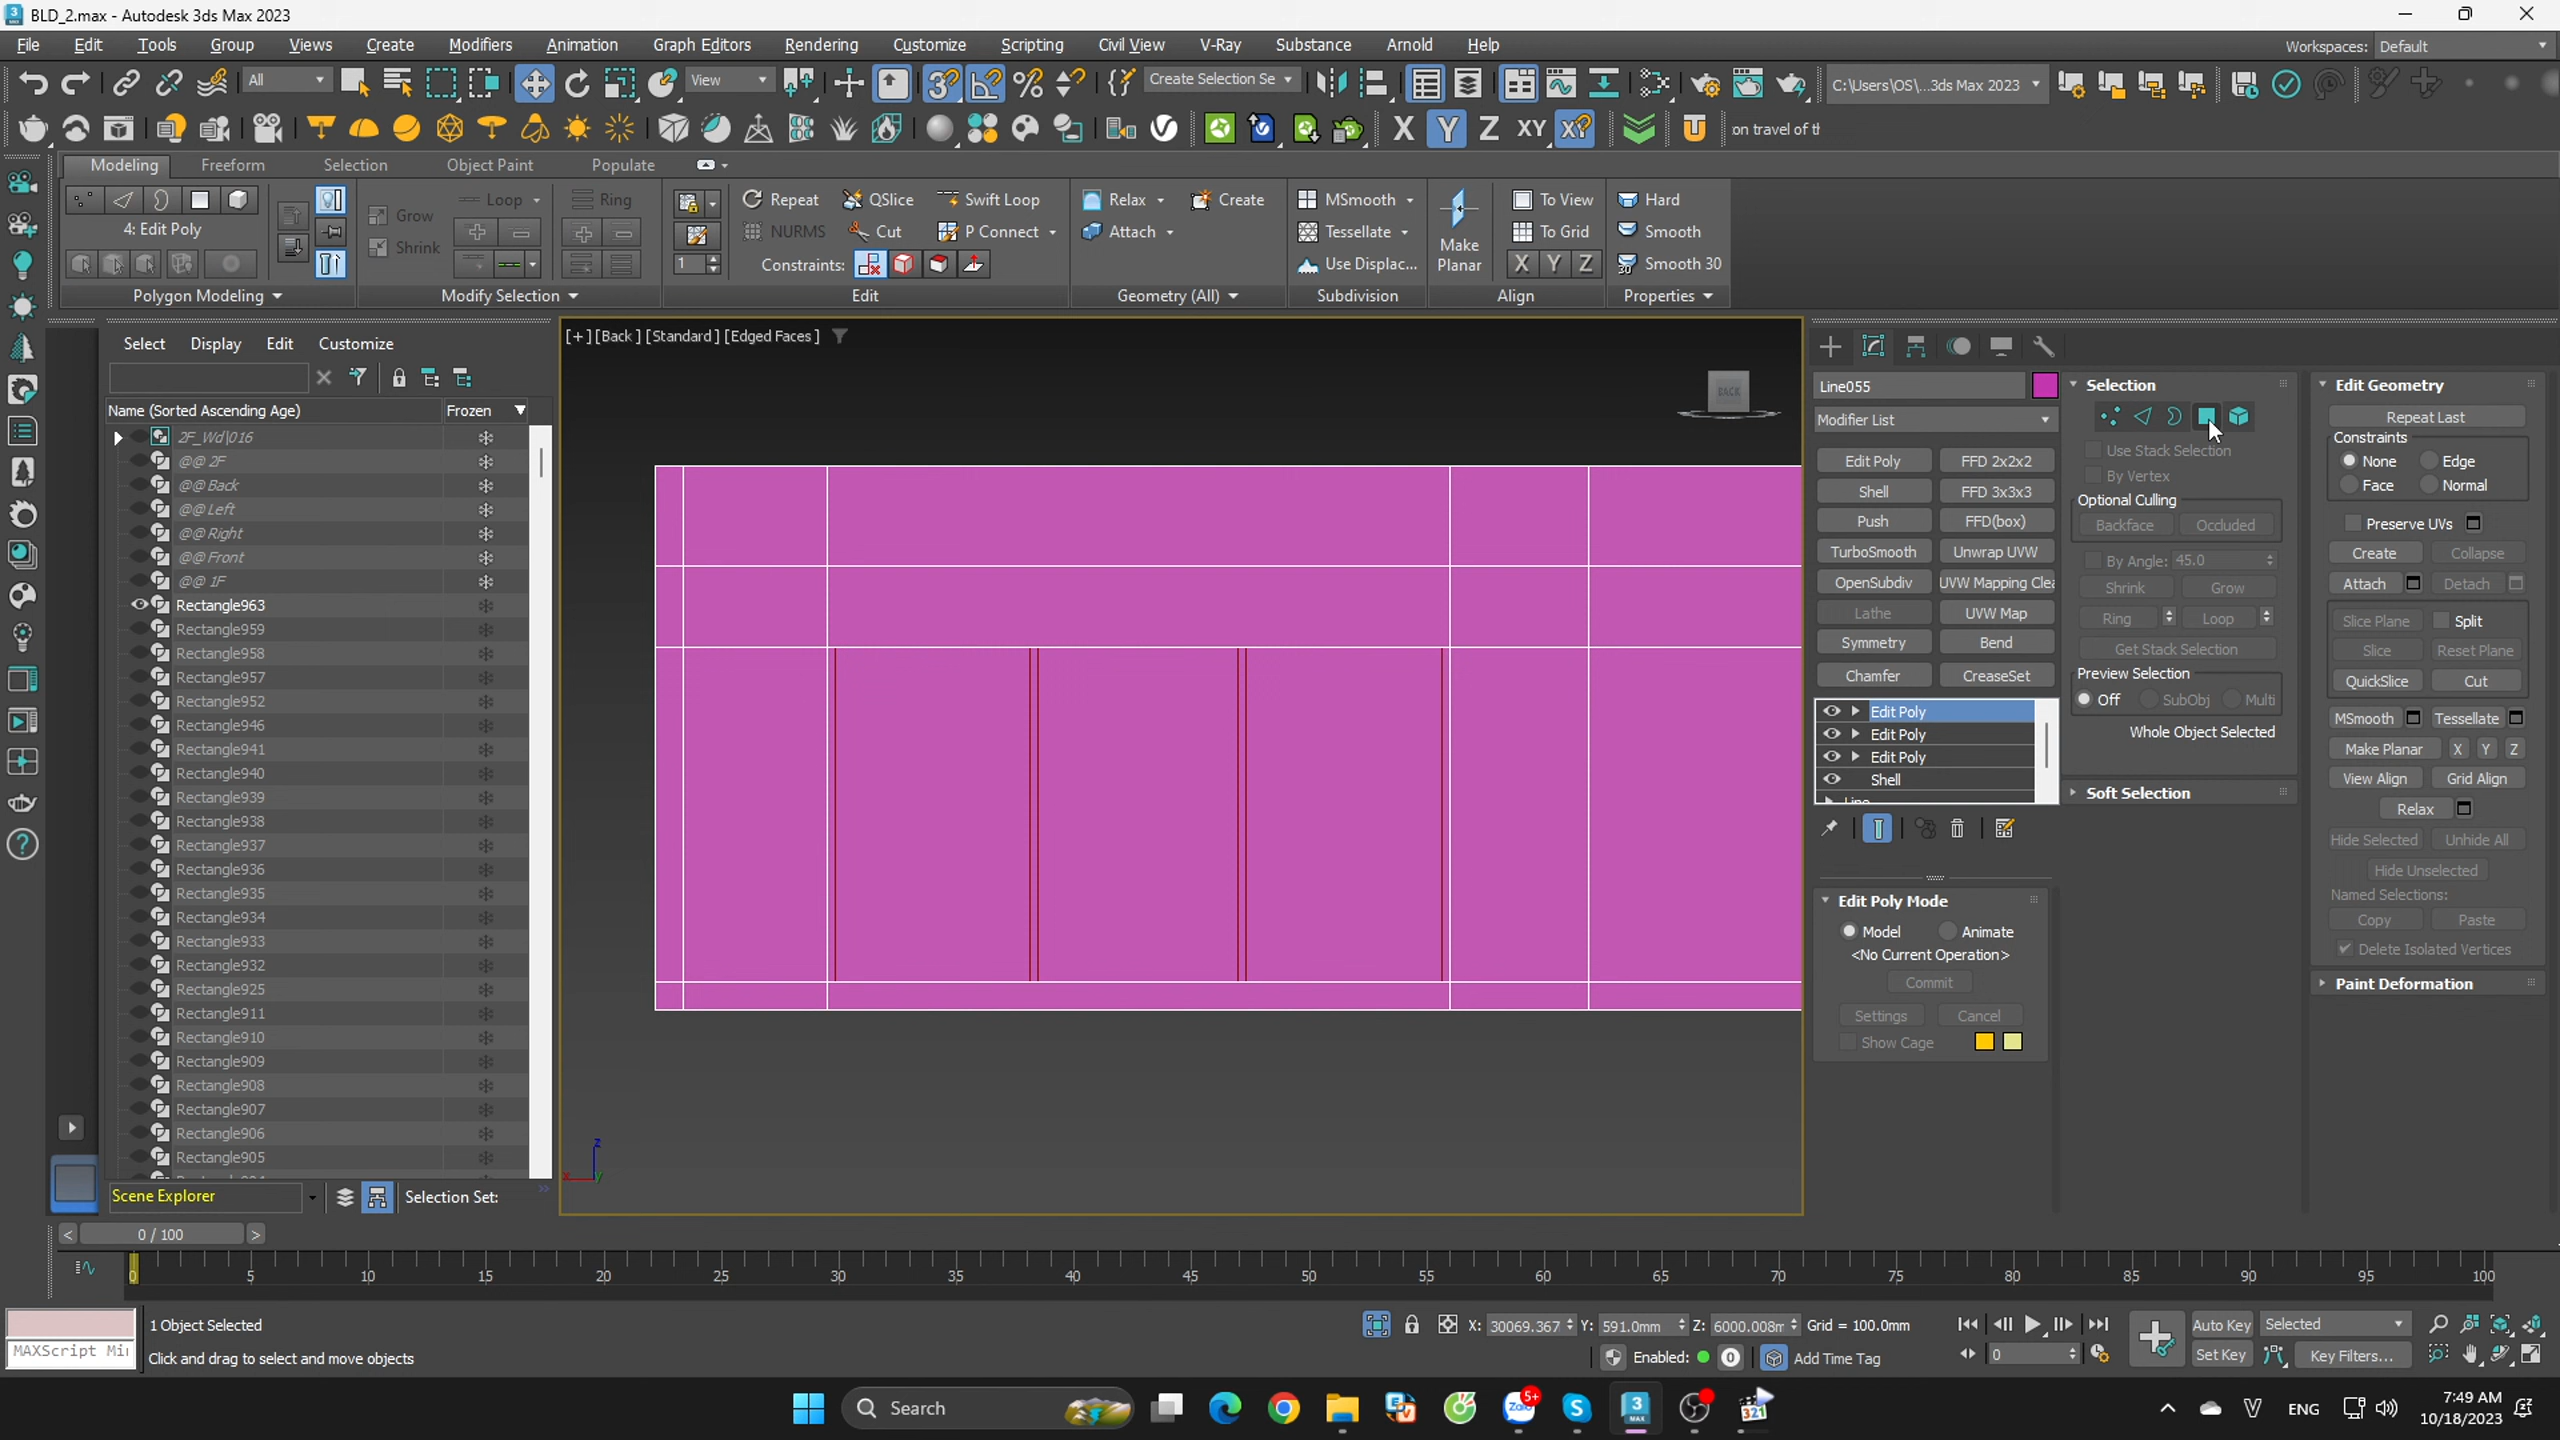 BLD_2.max - Autodesk 3ds Max 2023
File Edit Tools Group Views Create Modifiers Animation Graph Editors Rendering Customize Scripting Civil View V-Ray Substance Arnold Help Workspaces: Default
All View Create Selection Se C:\Users\OS\...3ds Max 2023
X Y Z XY on travel of tl
Modeling Freeform Selection Object Paint Populate
Loop Ring Repeat QSlice Swift Loop Relax Create MSmooth To View Hard
Grow
4: Edit Poly NURMS Cut P Connect Attach Tessellate Make Planar To Grid Smooth
Shrink 1 Constraints: Use Displac... X Y Z Smooth 30
Polygon Modeling Modify Selection Edit Geometry (All) Subdivision Align Properties
Select Display Edit Customize
Name (Sorted Ascending Age) Frozen
2F_Wd|016
@@ 2F
@@ Back
@@ Left
@@ Right
@@ Front
@@ 1F
Rectangle963
Rectangle959
Rectangle958
Rectangle957
Rectangle952
Rectangle946
Rectangle941
Rectangle940
Rectangle939
Rectangle938
Rectangle937
Rectangle936
Rectangle935
Rectangle934
Rectangle933
Rectangle932
Rectangle925
Rectangle911
Rectangle910
Rectangle909
Rectangle908
Rectangle907
Rectangle906
Rectangle905
Scene Explorer Selection Set:
[+] [Back] [Standard] [Edged Faces]
BACK
z
x y
Line055
Modifier List
Edit Poly FFD 2x2x2
Shell FFD 3x3x3
Push FFD(box)
TurboSmooth Unwrap UVW
OpenSubdiv UVW Mapping Clea
Lathe UVW Map
Symmetry Bend
Chamfer CreaseSet
Edit Poly
Edit Poly
Edit Poly
Shell
Line
Edit Poly Mode
Model Animate
<No Current Operation>
Commit
Settings Cancel
Show Cage
Selection
Use Stack Selection
By Vertex
Optional Culling
Backface Occluded
By Angle: 45.0
Shrink Grow
Ring Loop
Get Stack Selection
Preview Selection
Off SubObj Multi
Whole Object Selected
Soft Selection
Edit Geometry
Repeat Last
Constraints
None Edge
Face Normal
Preserve UVs
Create Collapse
Attach Detach
Slice Plane Split
Slice Reset Plane
QuickSlice Cut
MSmooth Tessellate
Make Planar X Y Z
View Align Grid Align
Relax
Hide Selected Unhide All
Hide Unselected
Named Selections:
Copy Paste
Delete Isolated Vertices
Paint Deformation
< 0 / 100 >
0 5 10 15 20 25 30 35 40 45 50 55 60 65 70 75 80 85 90 95 100
1 Object Selected X: 30069.367 Y: 591.0mm Z: 6000.008m Grid = 100.0mm Auto Key Selected
MAXScript Mi Click and drag to select and move objects Enabled: 0 Add Time Tag 0 Set Key Key Filters...
Search 5+ Zalo 3 MAX 321 ENG 7:49 AM
10/18/2023